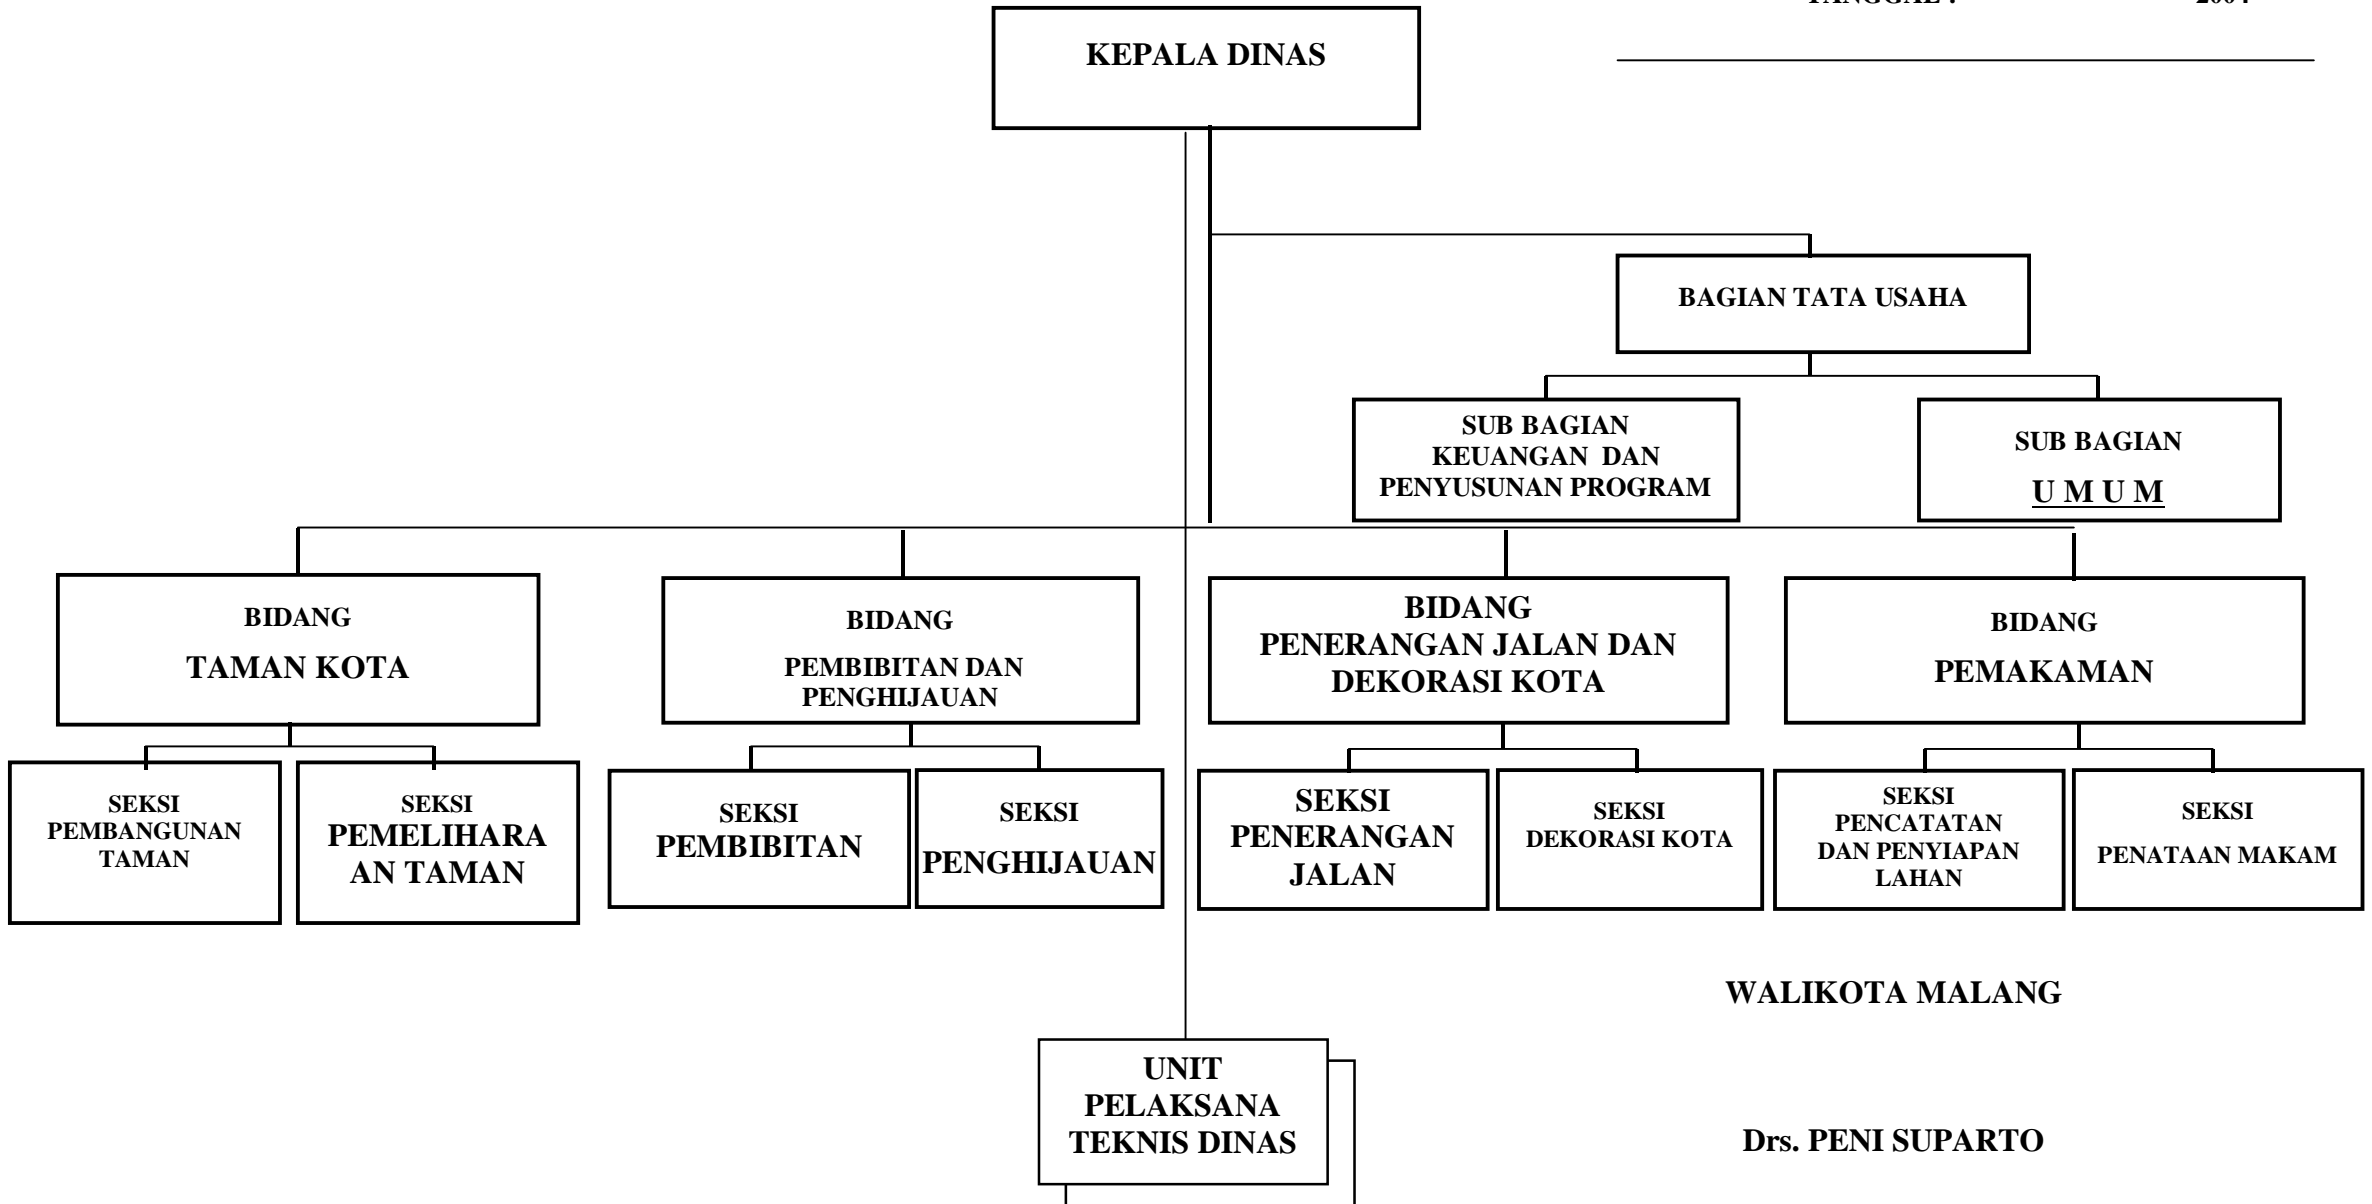 TANGGAL : 2004
KEPALA DINAS
BAGIAN TATA USAHA
SUB BAGIAN
KEUANGAN DAN
PENYUSUNAN PROGRAM
SUB BAGIAN
U M U M
BIDANG
TAMAN KOTA
BIDANG
PEMBIBITAN DAN
PENGHIJAUAN
BIDANG
PENERANGAN JALAN DAN
DEKORASI KOTA
BIDANG
PEMAKAMAN
SEKSI
PEMBANGUNAN
TAMAN
SEKSI
PEMELIHARA
AN TAMAN
SEKSI
PEMBIBITAN
SEKSI
PENGHIJAUAN
SEKSI
PENERANGAN
JALAN
SEKSI
DEKORASI KOTA
SEKSI
PENCATATAN
DAN PENYIAPAN
LAHAN
SEKSI
PENATAAN MAKAM
WALIKOTA MALANG
UNIT
PELAKSANA
TEKNIS DINAS
Drs. PENI SUPARTO